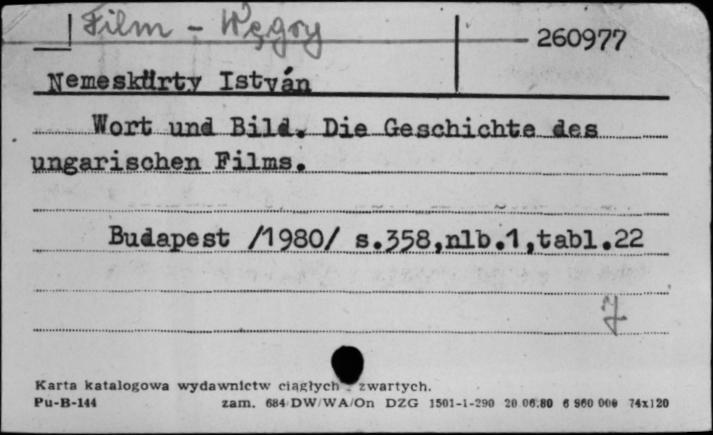 Film - Węgry
260977
Nemeskürty István
Wort und Bild. Die Geschichte des
ungarischen Films.
Budapest /1980/ s.358,nlb.1,tabl.22
Karta katalogowa wydawnictw ciągłych - zwartych.
Pu-B-144 zam. 684/DW/WA/On DZG 1501-1-290 20.06.80 6 960 000 74x120